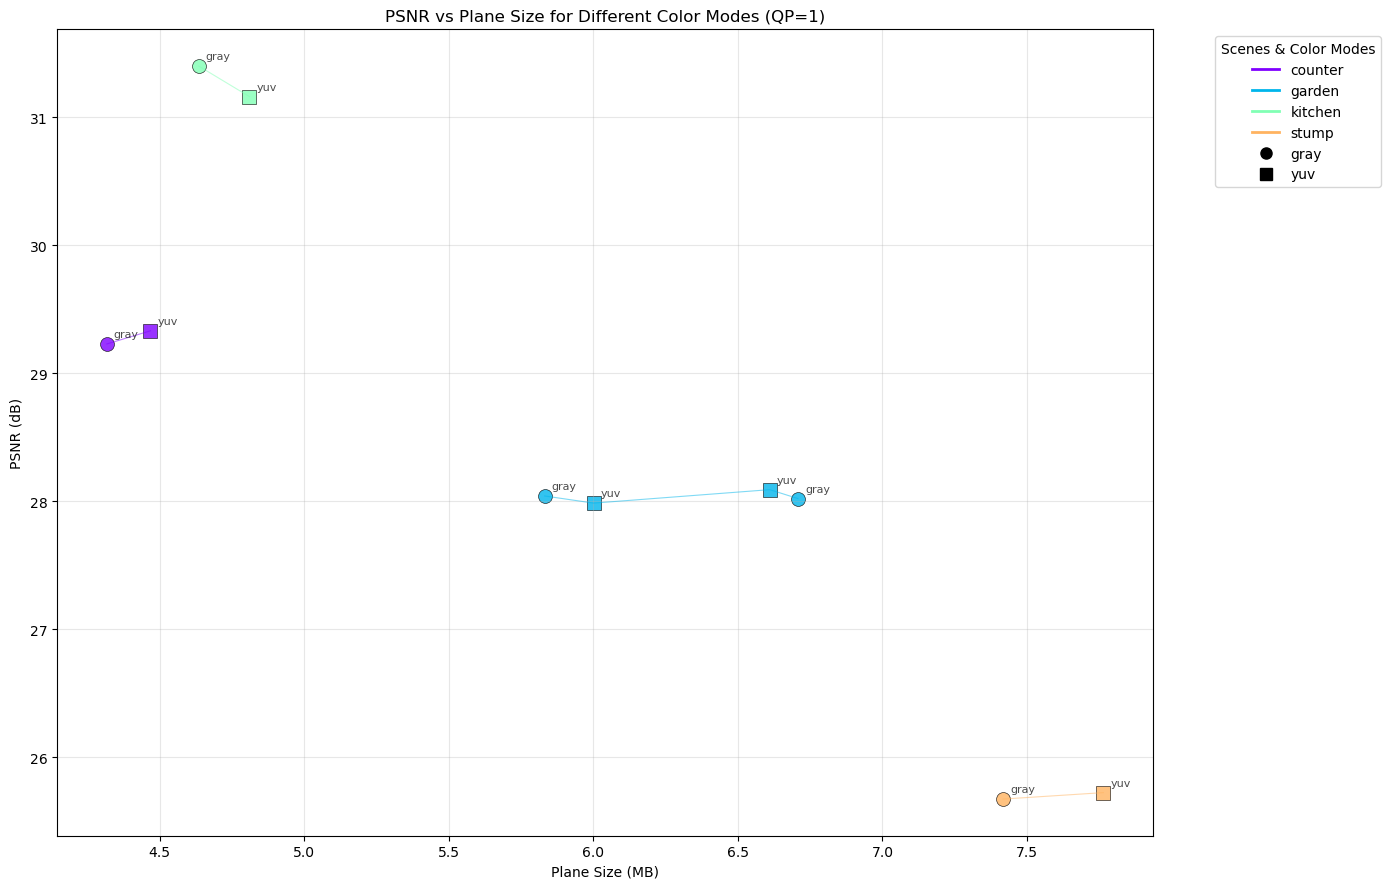 PSNR vs Plane Size for Different Color Modes (QP=1)
Scenes & Color Modes
counter
garden
kitchen
stump
gray
yuv
gray
yuv
gray
yuv
gray
yuv
yuv
gray
gray
yuv
31
30
29
28
27
26
PSNR (dB)
4.5
5.0
5.5
6.0
6.5
7.0
7.5
Plane Size (MB)